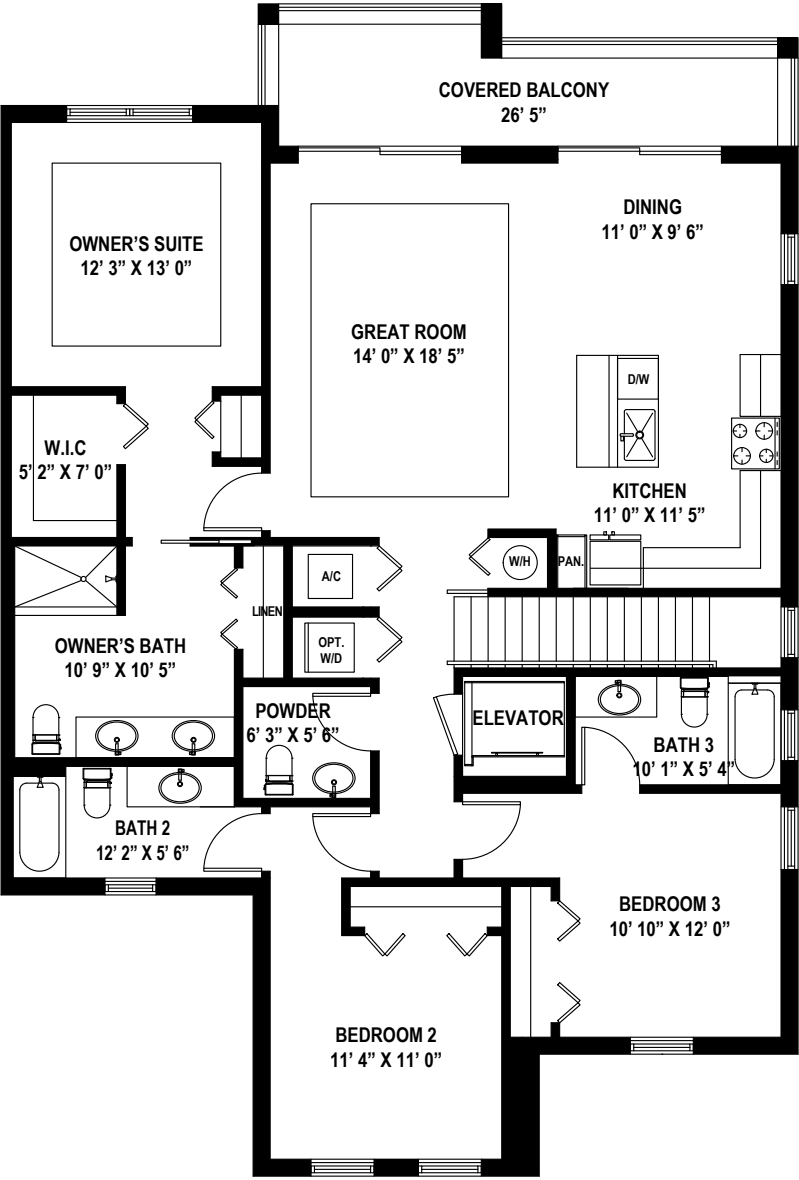 COVERED BALCONY
26’ 5”
DINING
11’ 0” X 9’ 6”
OWNER’S SUITE
12’ 3” X 13’ 0”
GREAT ROOM
14’ 0” X 18’ 5”
D/W
W.I.C
5’ 2” X 7’ 0”
KITCHEN
11’ 0” X 11’ 5”
A/C
W/H
PAN.
LINEN
OPT.
W/D
OWNER’S BATH
10’ 9” X 10’ 5”
POWDER
6’ 3” X 5’ 6”
ELEVATOR
BATH 3
10’ 1” X 5’ 4”
BATH 2
12’ 2” X 5’ 6”
BEDROOM 3
10’ 10” X 12’ 0”
BEDROOM 2
11’ 4” X 11’ 0”